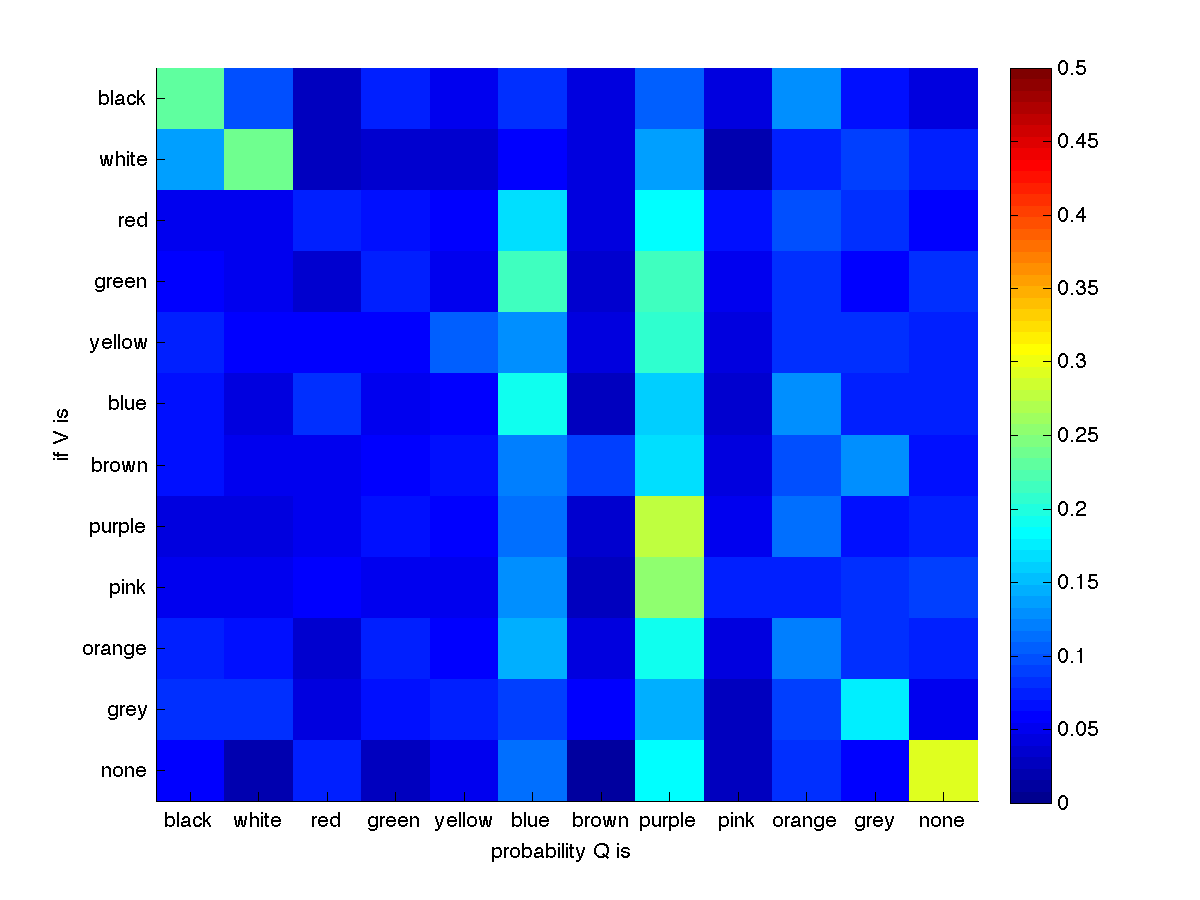 black
white
red
green
yellow
blue
brown
purple
pink
orange
grey
none
if V is
black white red green yellow blue brown purple pink orange grey none
probability Q is
0.5
0.45
0.4
0.35
0.3
0.25
0.2
0.15
0.1
0.05
0